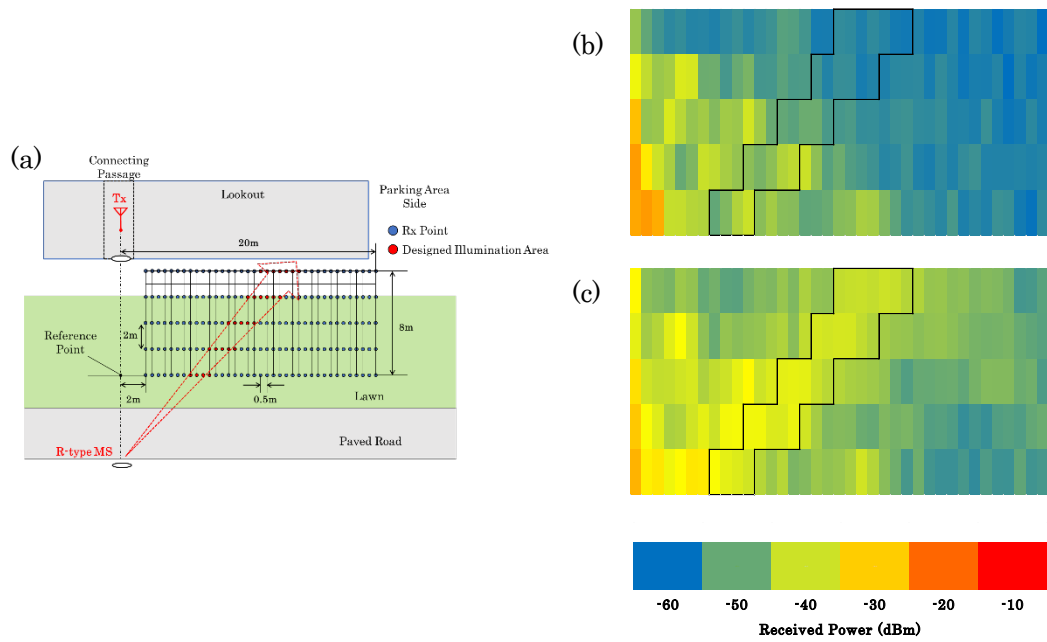 (a)
Connecting
Passage
Tx
Lookout
Parking Area
Side
Rx Point
Designed Illumination Area
20m
8m
2m
Reference
Point
2m
0.5m
Lawn
Paved Road
R-type MS
(b)
(c)
-60 -50 -40 -30 -20 -10
Received Power (dBm)